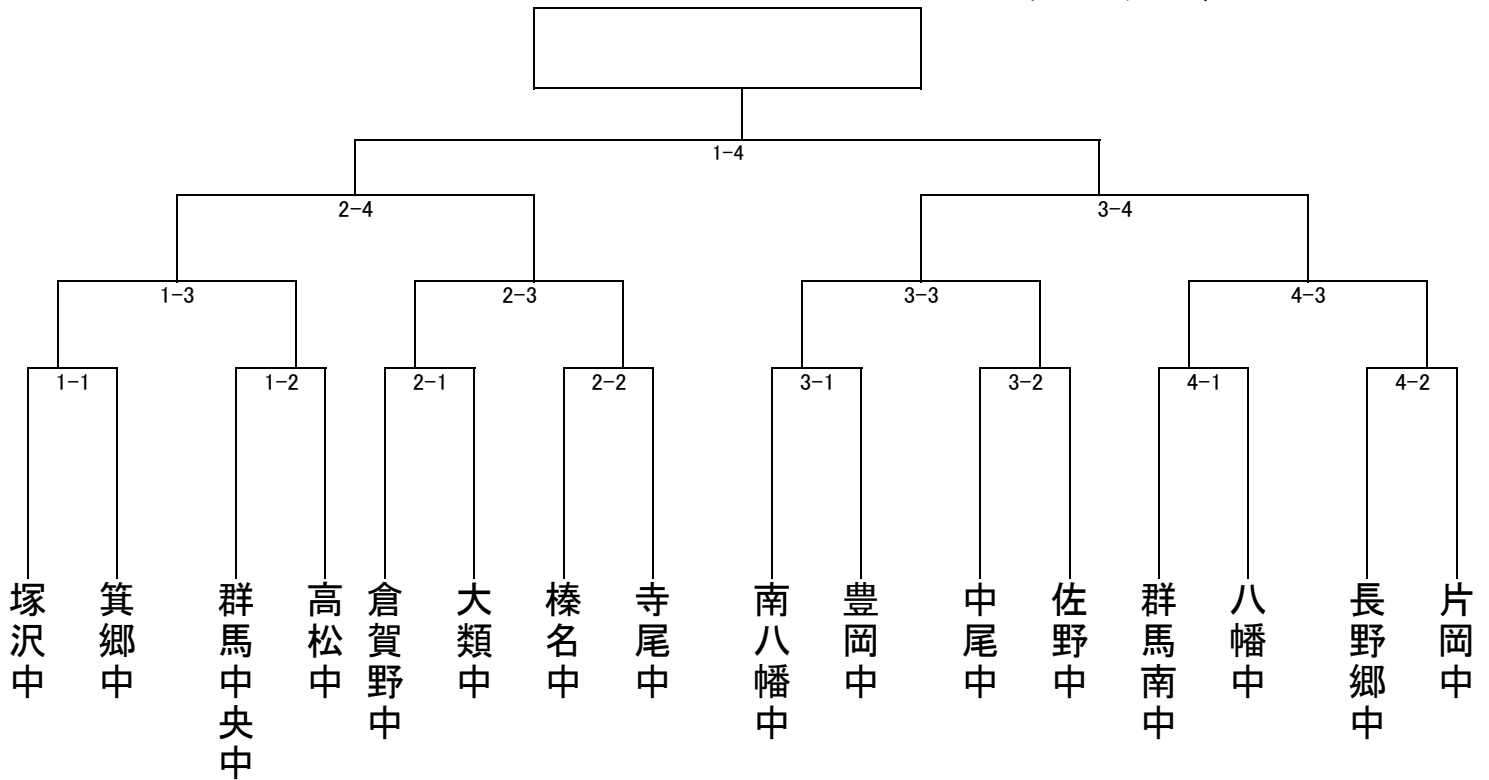 1-4
2-4
3-4
1-3
2-3
3-3
4-3
1-1
1-2
2-1
2-2
3-1
3-2
4-1
4-2
塚沢中
箕郷中
群馬中央中
高松中
倉賀野中
大類中
榛名中
寺尾中
南八幡中
豊岡中
中尾中
佐野中
群馬南中
八幡中
長野郷中
片岡中